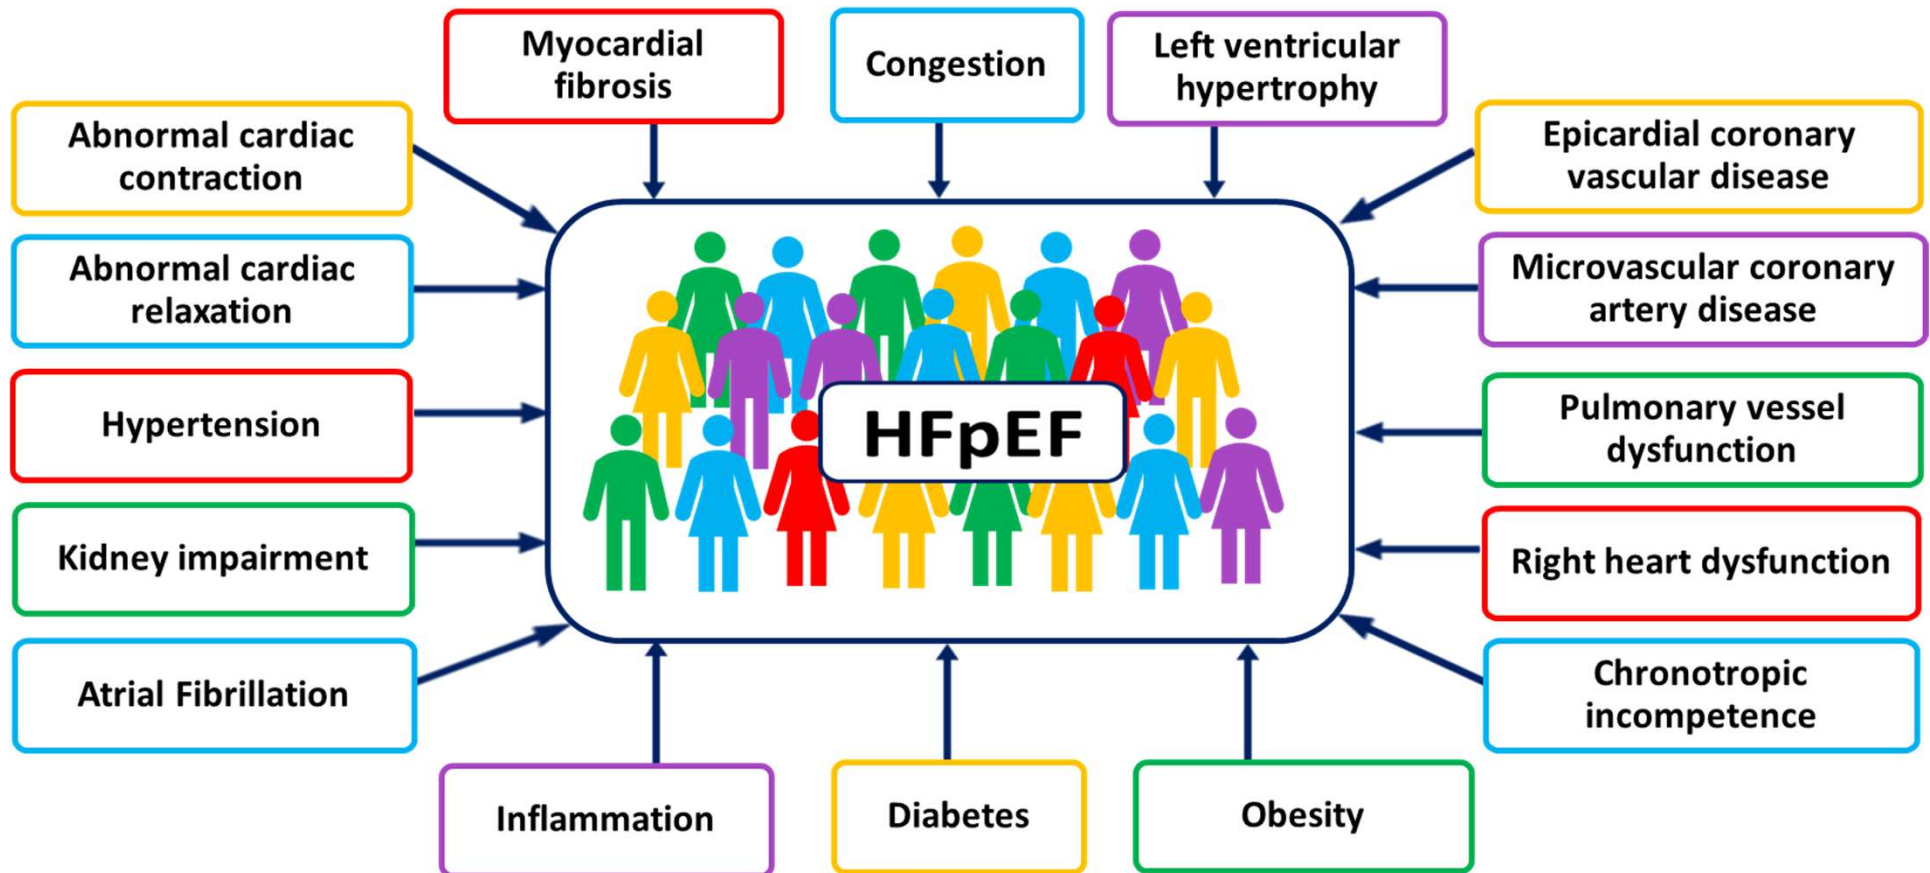 Myocardial
fibrosis
Congestion
Left ventricular
hypertrophy
Abnormal cardiac
contraction
Abnormal cardiac
relaxation
Hypertension
Kidney impairment
Atrial Fibrillation
HFpEF
Epicardial coronary
vascular disease
Microvascular coronary
artery disease
Pulmonary vessel
dysfunction
Right heart dysfunction
Chronotropic
incompetence
Inflammation
Diabetes
Obesity